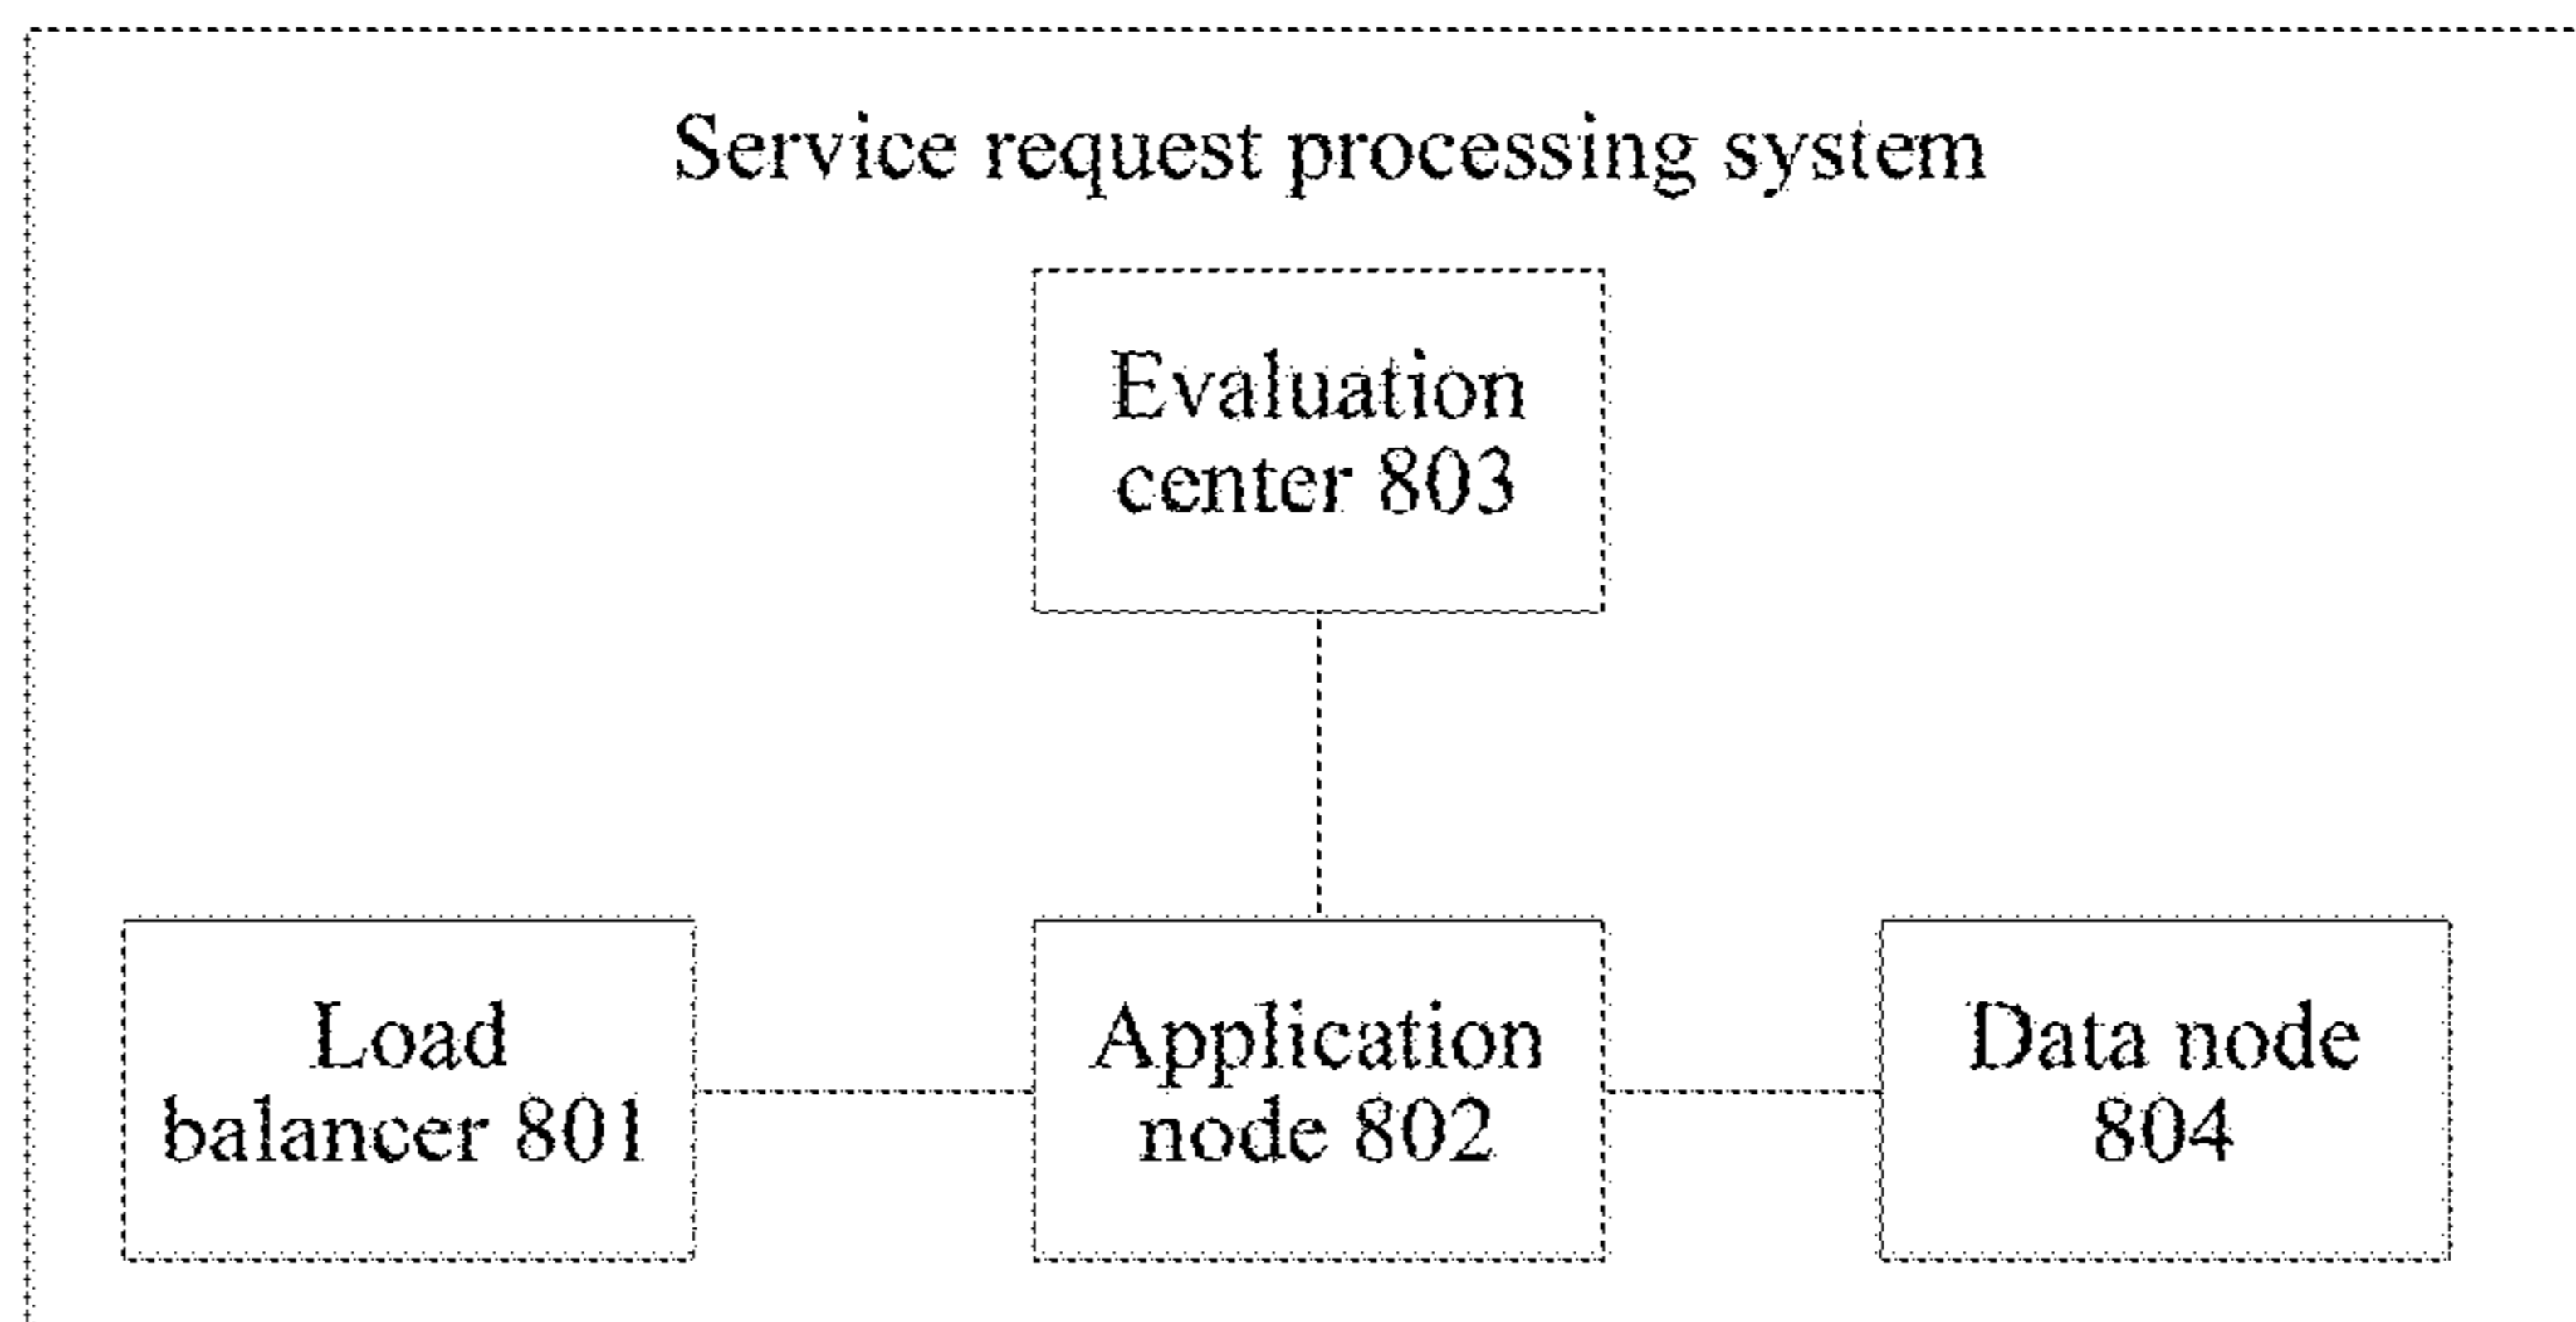 Service request processing system
Evaluation
center 803
Load
balancer 801
Application
node 802
Data node
804